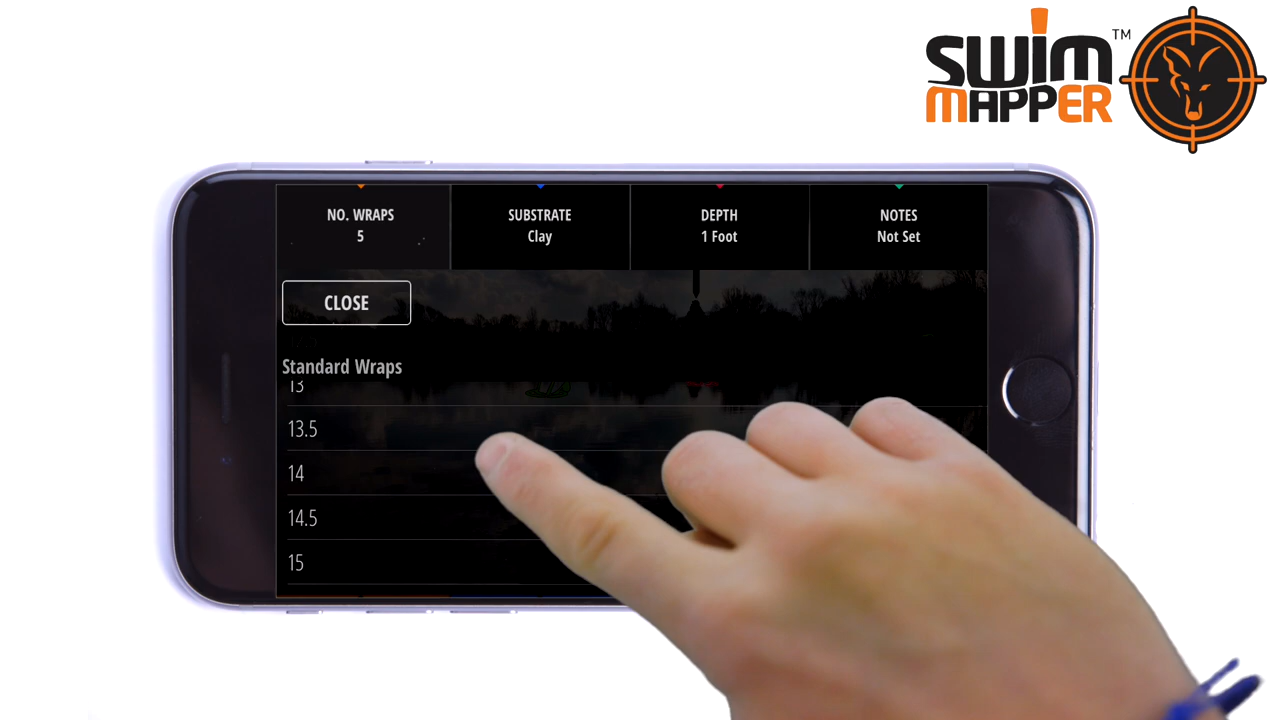 SWIM
MAPPER
TM
NO. WRAPS
5
SUBSTRATE
Clay
DEPTH
1 Foot
NOTES
Not Set
CLOSE
Standard Wraps
13
13.5
14
14.5
15